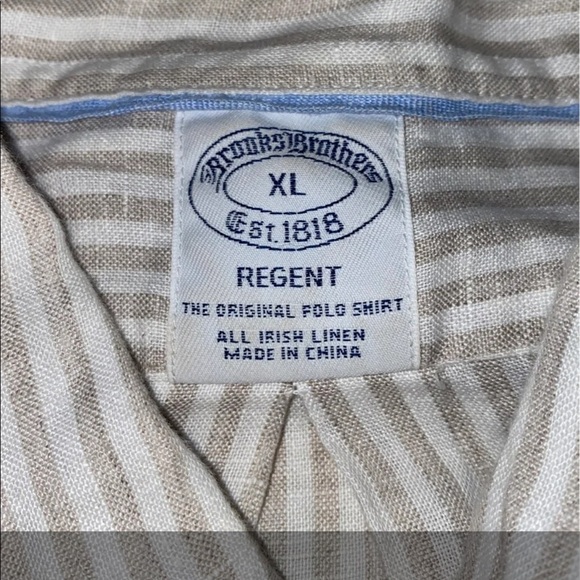 Brooks Brothers
XL
Est. 1818
REGENT
THE ORIGINAL POLO SHIRT
ALL IRISH LINEN
MADE IN CHINA